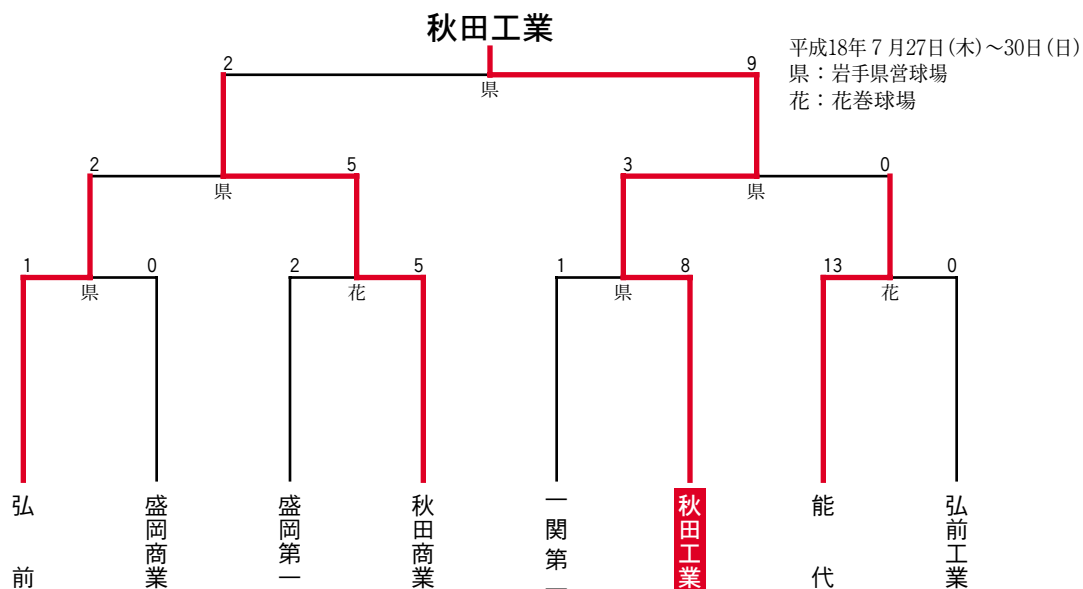 秋田工業
平成18年7月27日(木)～30日(日)
県：岩手県営球場
花：花巻球場
2
9
県
2
5
3
0
県
県
1
0
2
5
1
8
13
0
県
花
県
花
弘前
盛岡商業
盛岡第一
秋田商業
一関第一
秋田工業
能代
弘前工業